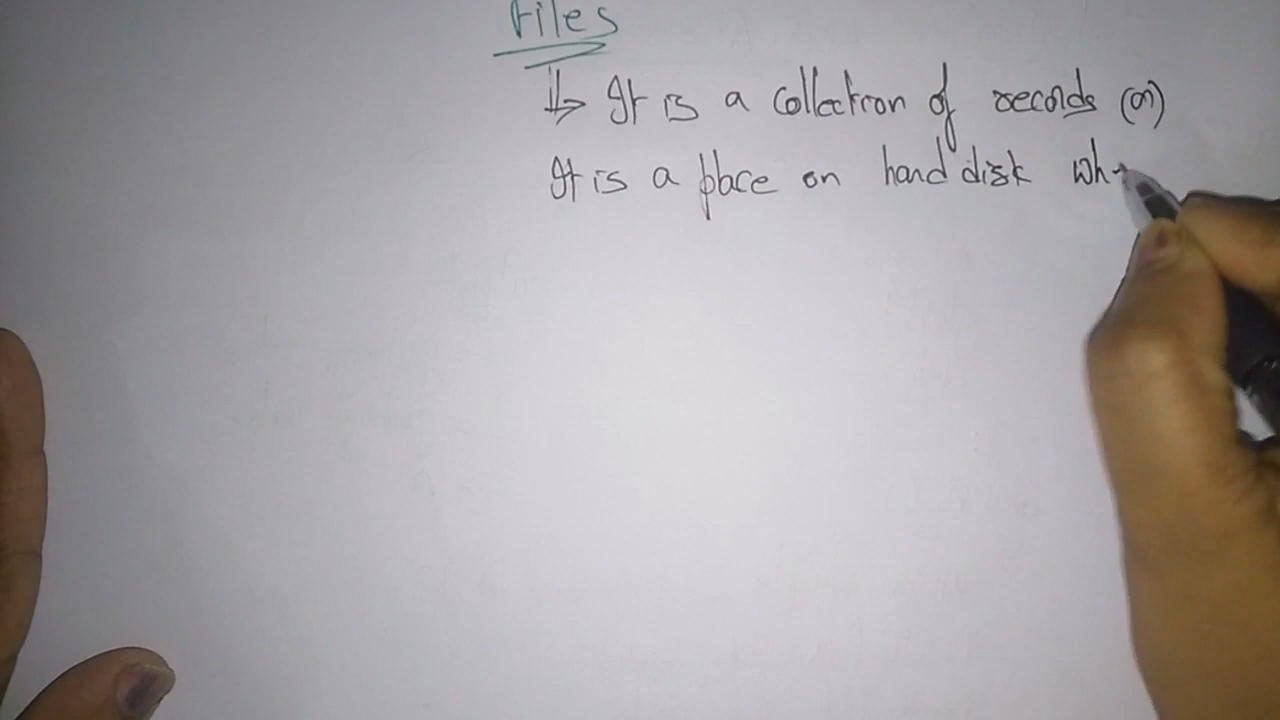 Files
It is a collection of records (or)
It is a place on hard disk wh